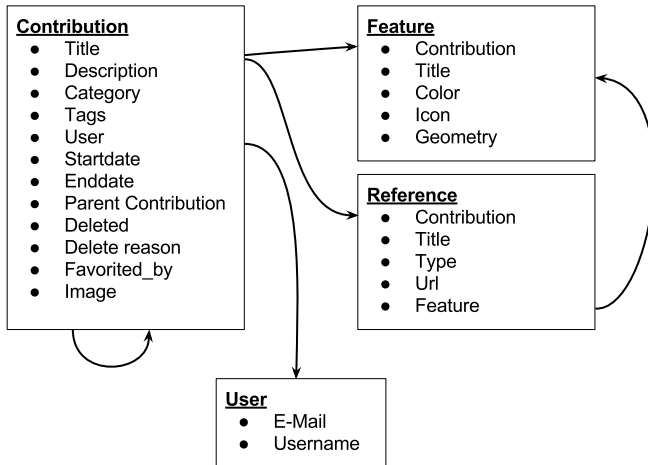 Contribution
● Title
● Description
● Category
● Tags
● User
● Startdate
● Enddate
● Parent Contribution
● Deleted
● Delete reason
● Favorited_by
● Image
Feature
● Contribution
● Title
● Color
● Icon
● Geometry
Reference
● Contribution
● Title
● Type
● Url
● Feature
User
● E-Mail
● Username